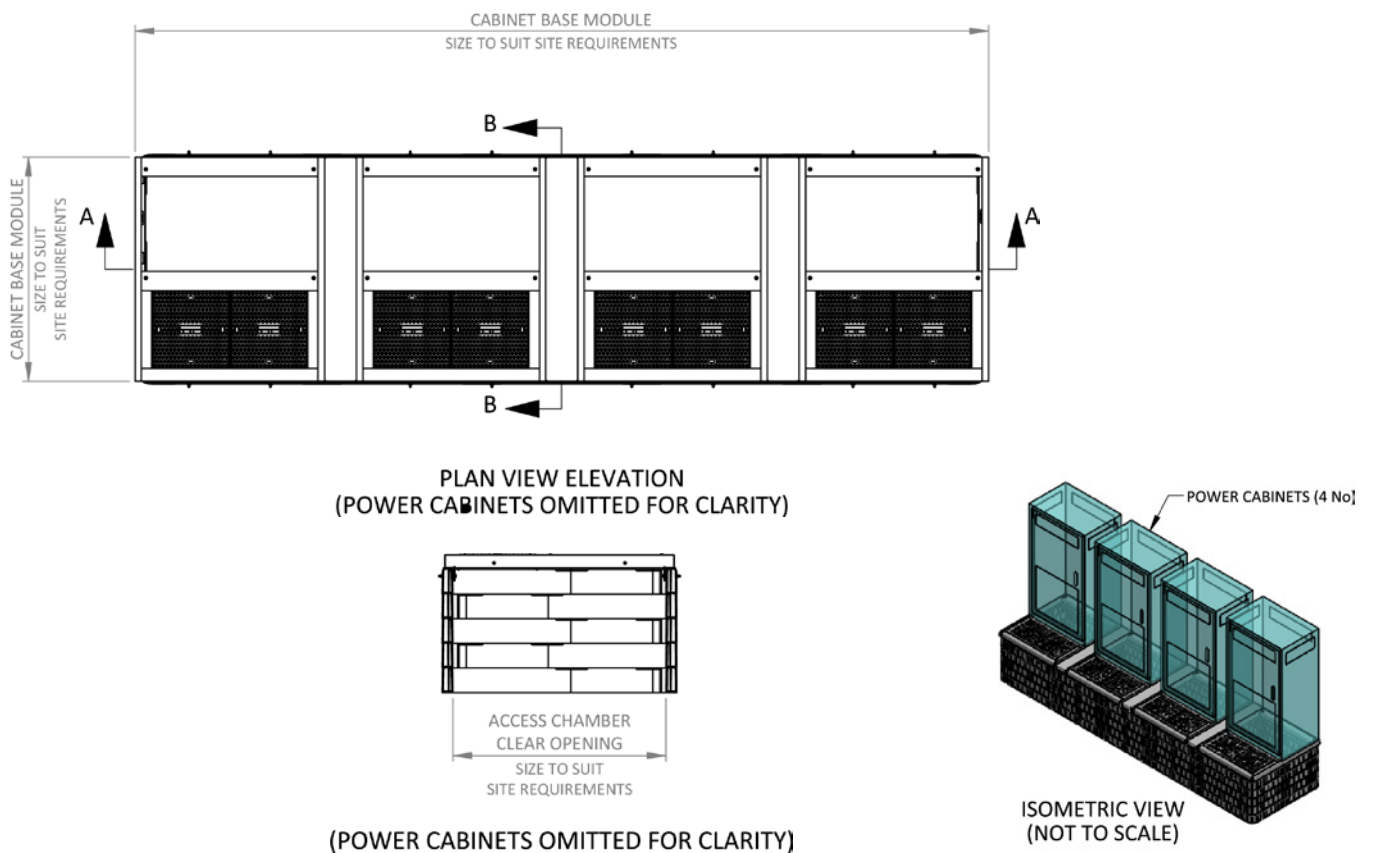 CABINET BASE MODULE
SIZE TO SUIT SITE REQUIREMENTS
B
CABINET BASE MODULE
SIZE TO SUIT
SITE REQUIREMENTS
A
A
B
PLAN VIEW ELEVATION
(POWER CABINETS OMITTED FOR CLARITY)
POWER CABINETS (4 No)
ACCESS CHAMBER
CLEAR OPENING
SIZE TO SUIT
SITE REQUIREMENTS
ISOMETRIC VIEW
(NOT TO SCALE)
(POWER CABINETS OMITTED FOR CLARITY)